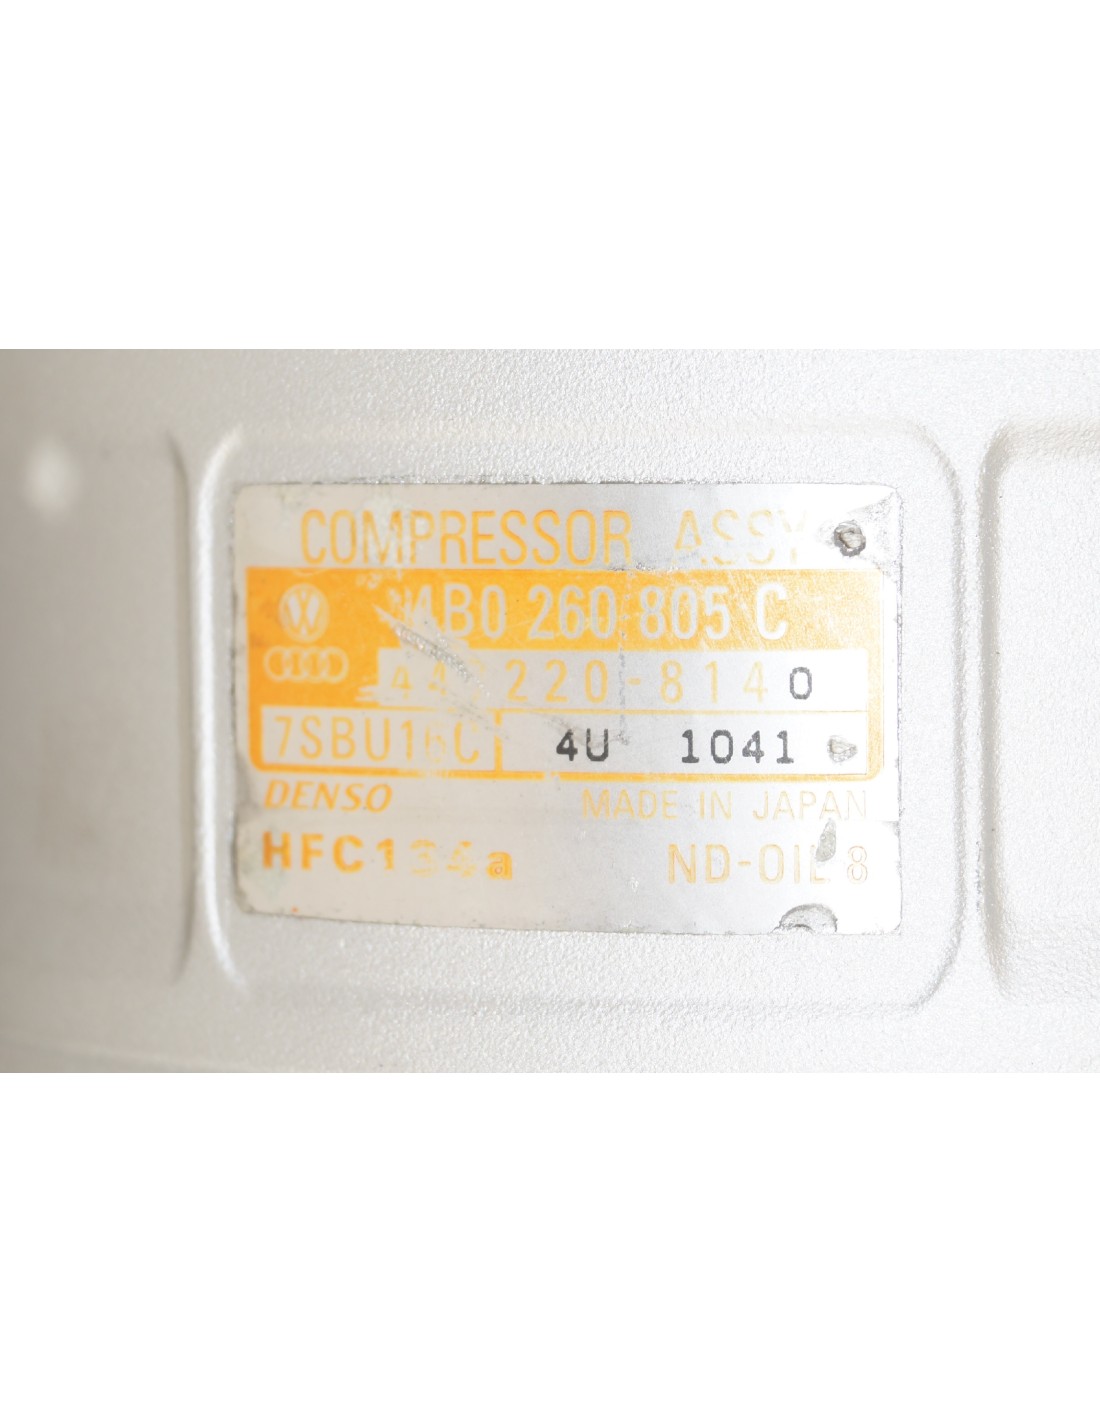 COMPRESSOR ASSY
4B0 260 805 C
220-8140
7SBU16C 4U 1041
DENSO MADE IN JAPAN
HFC134a ND-OIL 8